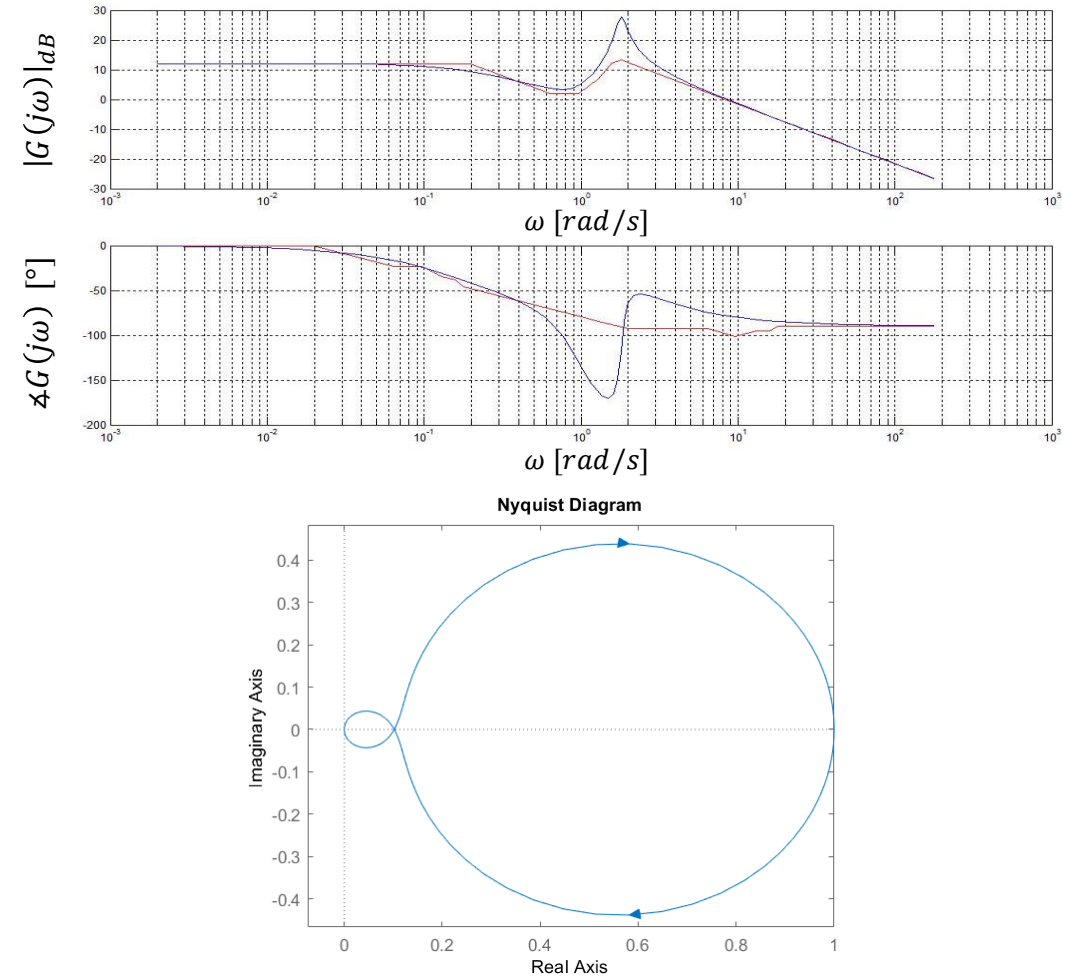 |G(jω)|dB
30
20
10
0
-10
-20
-30
10⁻³ 10⁻² 10⁻¹ 10⁰ 10¹ 10² 10³
ω [rad/s]
∡G(jω) [°]
0
-50
-100
-150
-200
10⁻³ 10⁻² 10⁻¹ 10⁰ 10¹ 10² 10³
ω [rad/s]
Nyquist Diagram
Imaginary Axis
0.4
0.3
0.2
0.1
0
-0.1
-0.2
-0.3
-0.4
0 0.2 0.4 0.6 0.8 1
Real Axis